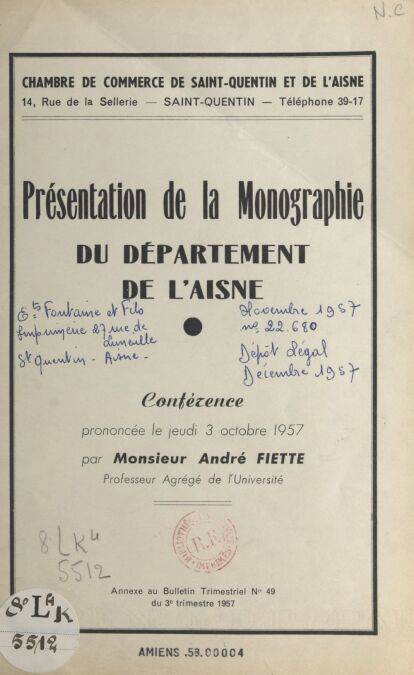 N.C
CHAMBRE DE COMMERCE DE SAINT-QUENTIN ET DE L'AISNE
14, Rue de la Sellerie — SAINT-QUENTIN — Téléphone 39-17
Présentation de la Monographie
DU DÉPARTEMENT
DE L'AISNE
Ets Fontaine et Fils
Imprimerie 27 rue de
Lunéville
St Quentin - Aisne -
Novembre 1957
no. 22.680
Dépôt Légal
Décembre 1957
Conférence
prononcée le jeudi 3 octobre 1957
par Monsieur André FIETTE
Professeur Agrégé de l'Université
8 LK4
5512
R.F.
Annexe au Bulletin Trimestriel No 49
du 3e trimestre 1957
8o L4K
5512
AMIENS .58.00004